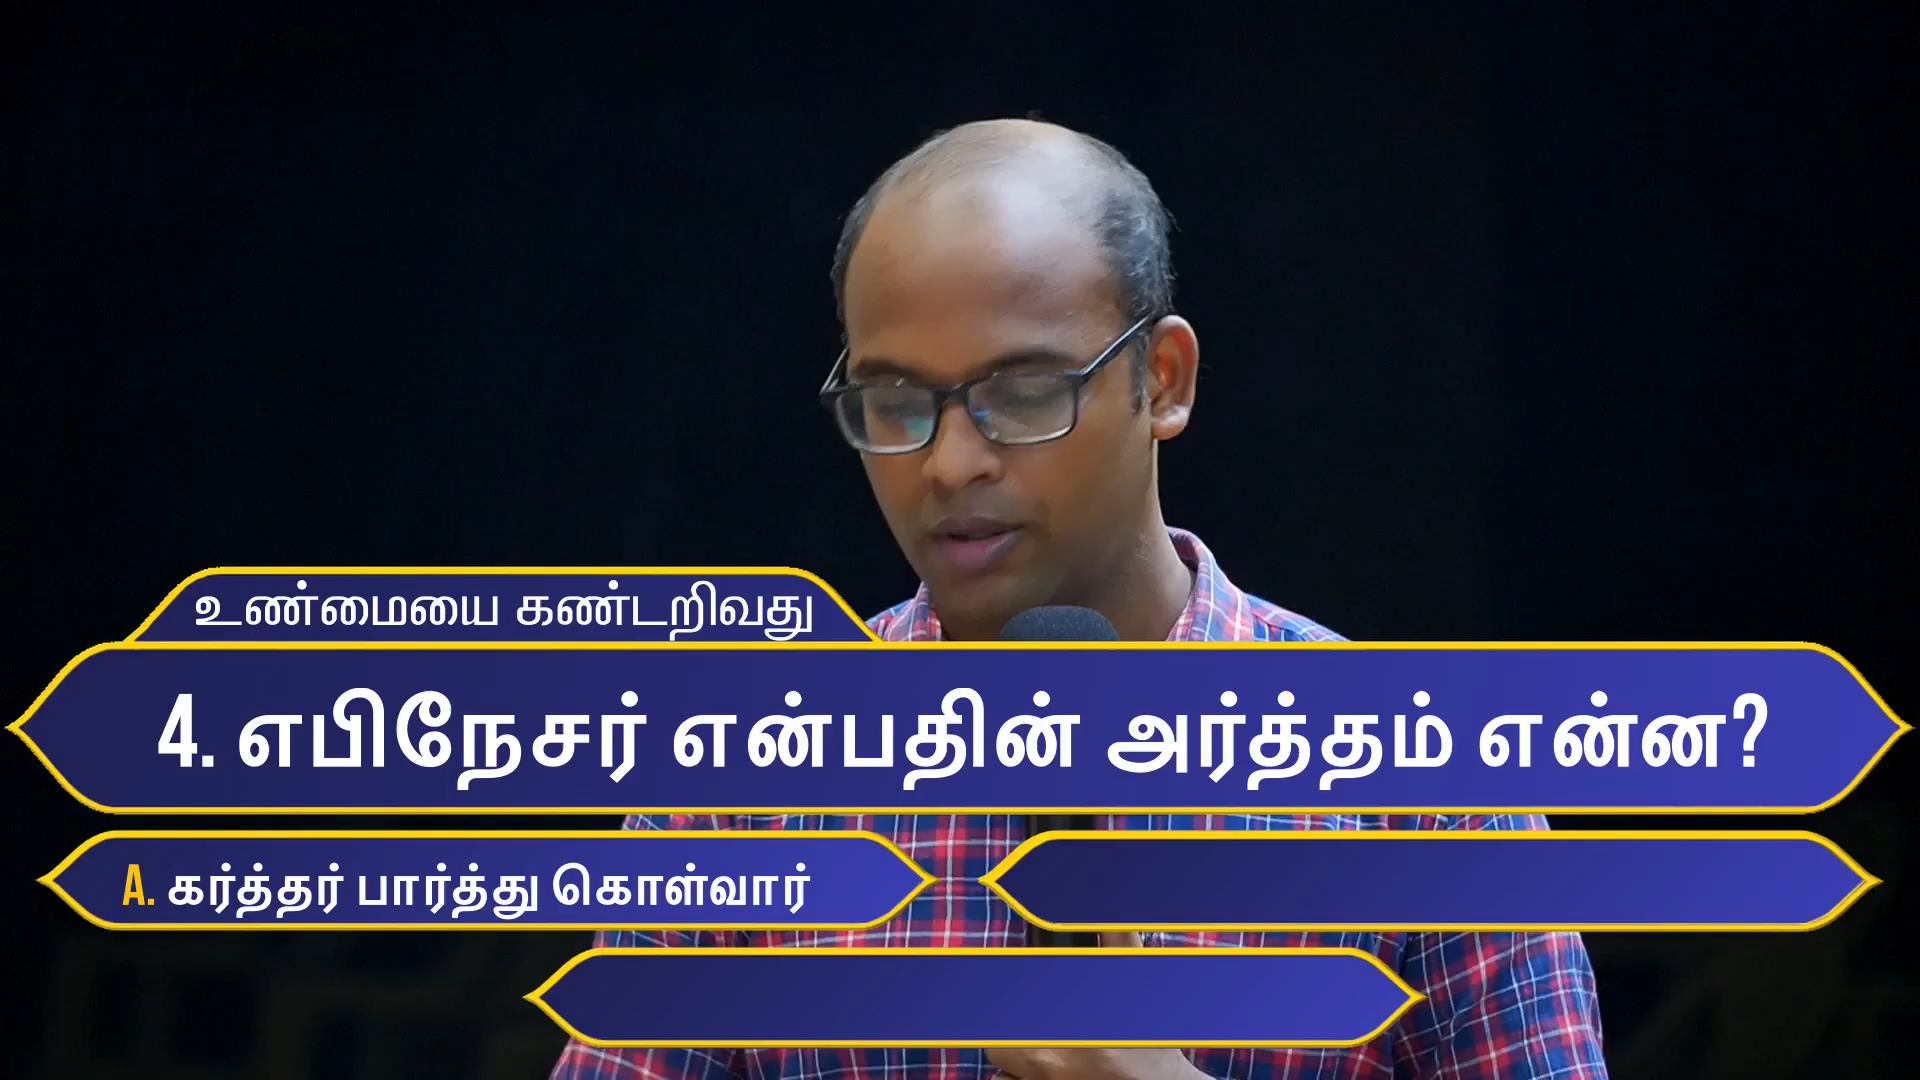 உண்மையை கண்டறிவது
4. எபிநேசர் என்பதின் அர்த்தம் என்ன?
A. கர்த்தர் பார்த்து கொள்வார்